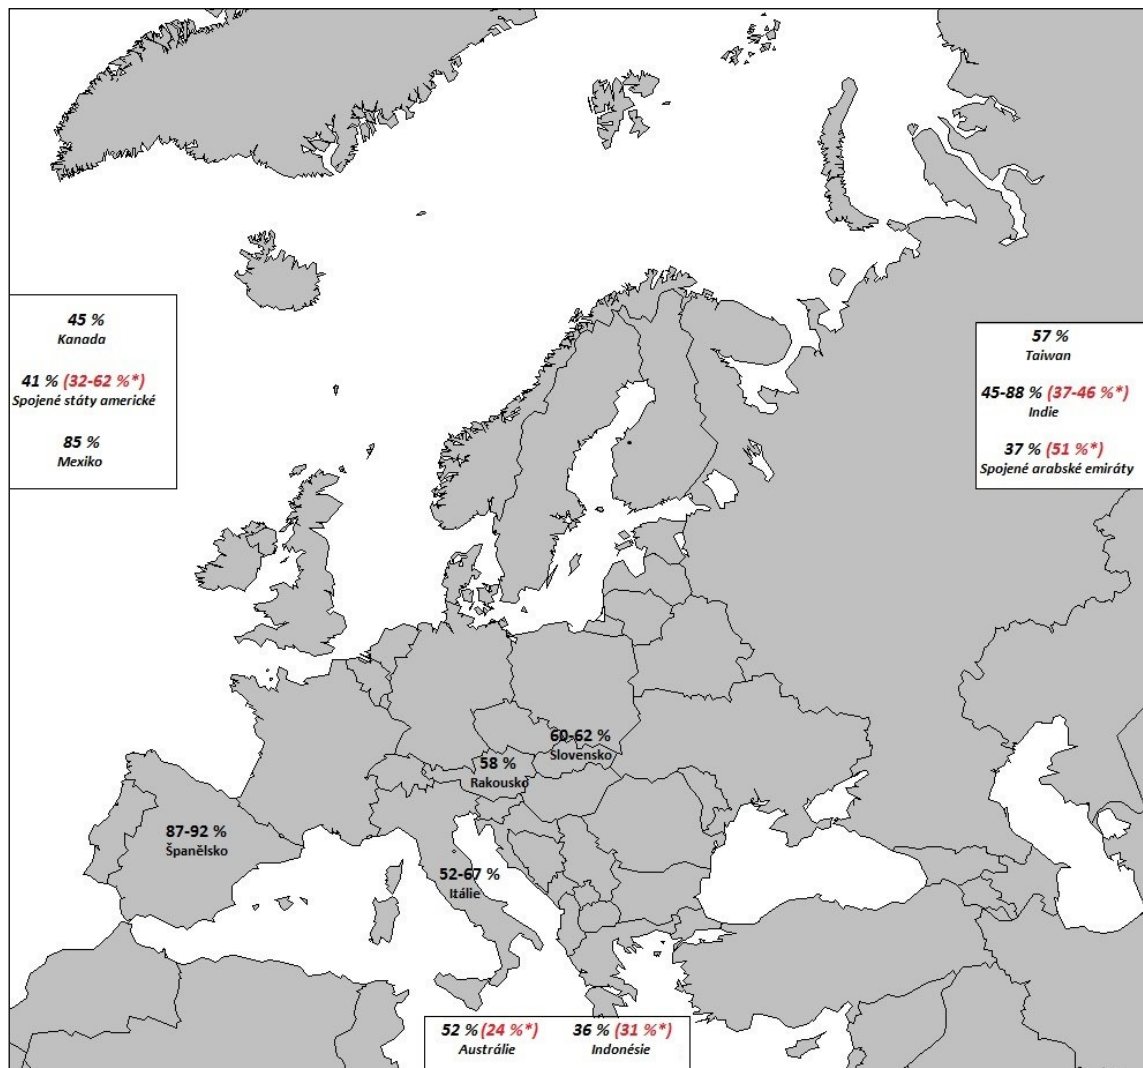 45 %
Kanada
41 % (32-62 %*)
Spojené státy americké
85 %
Mexiko
57 %
Taiwan
45-88 % (37-46 %*)
Indie
37 % (51 %*)
Spojené arabské emiráty
60-62 %
Slovensko
58 %
Rakousko
87-92 %
Španělsko
52-67 %
Itálie
52 % (24 %*) 36 % (31 %*)
Austrálie Indonésie